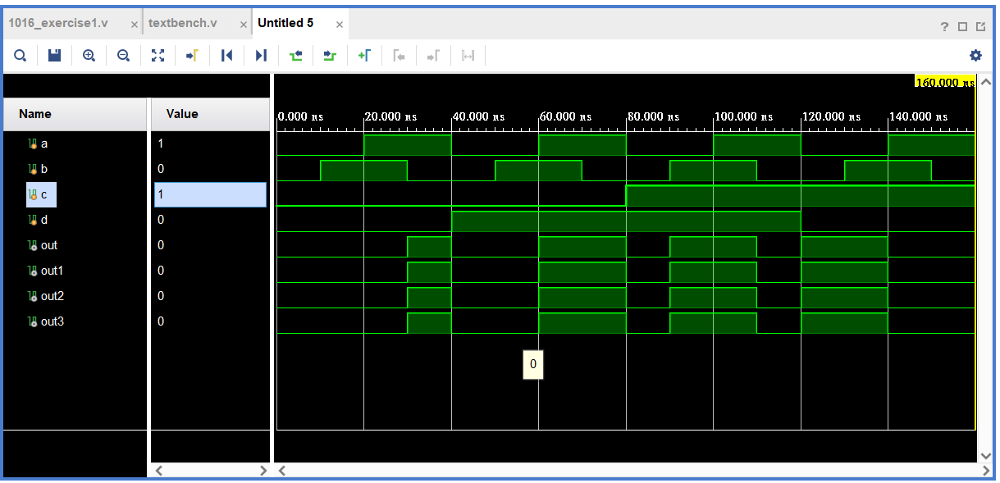 1016_exercise1.v × textbench.v × Untitled 5 ×
?
160.000 ns
Name Value
0.000 ns 20.000 ns 40.000 ns 60.000 ns 80.000 ns 100.000 ns 120.000 ns 140.000 ns
a 1
b 0
c 1
d 0
out 0
out1 0
out2 0
out3 0
0